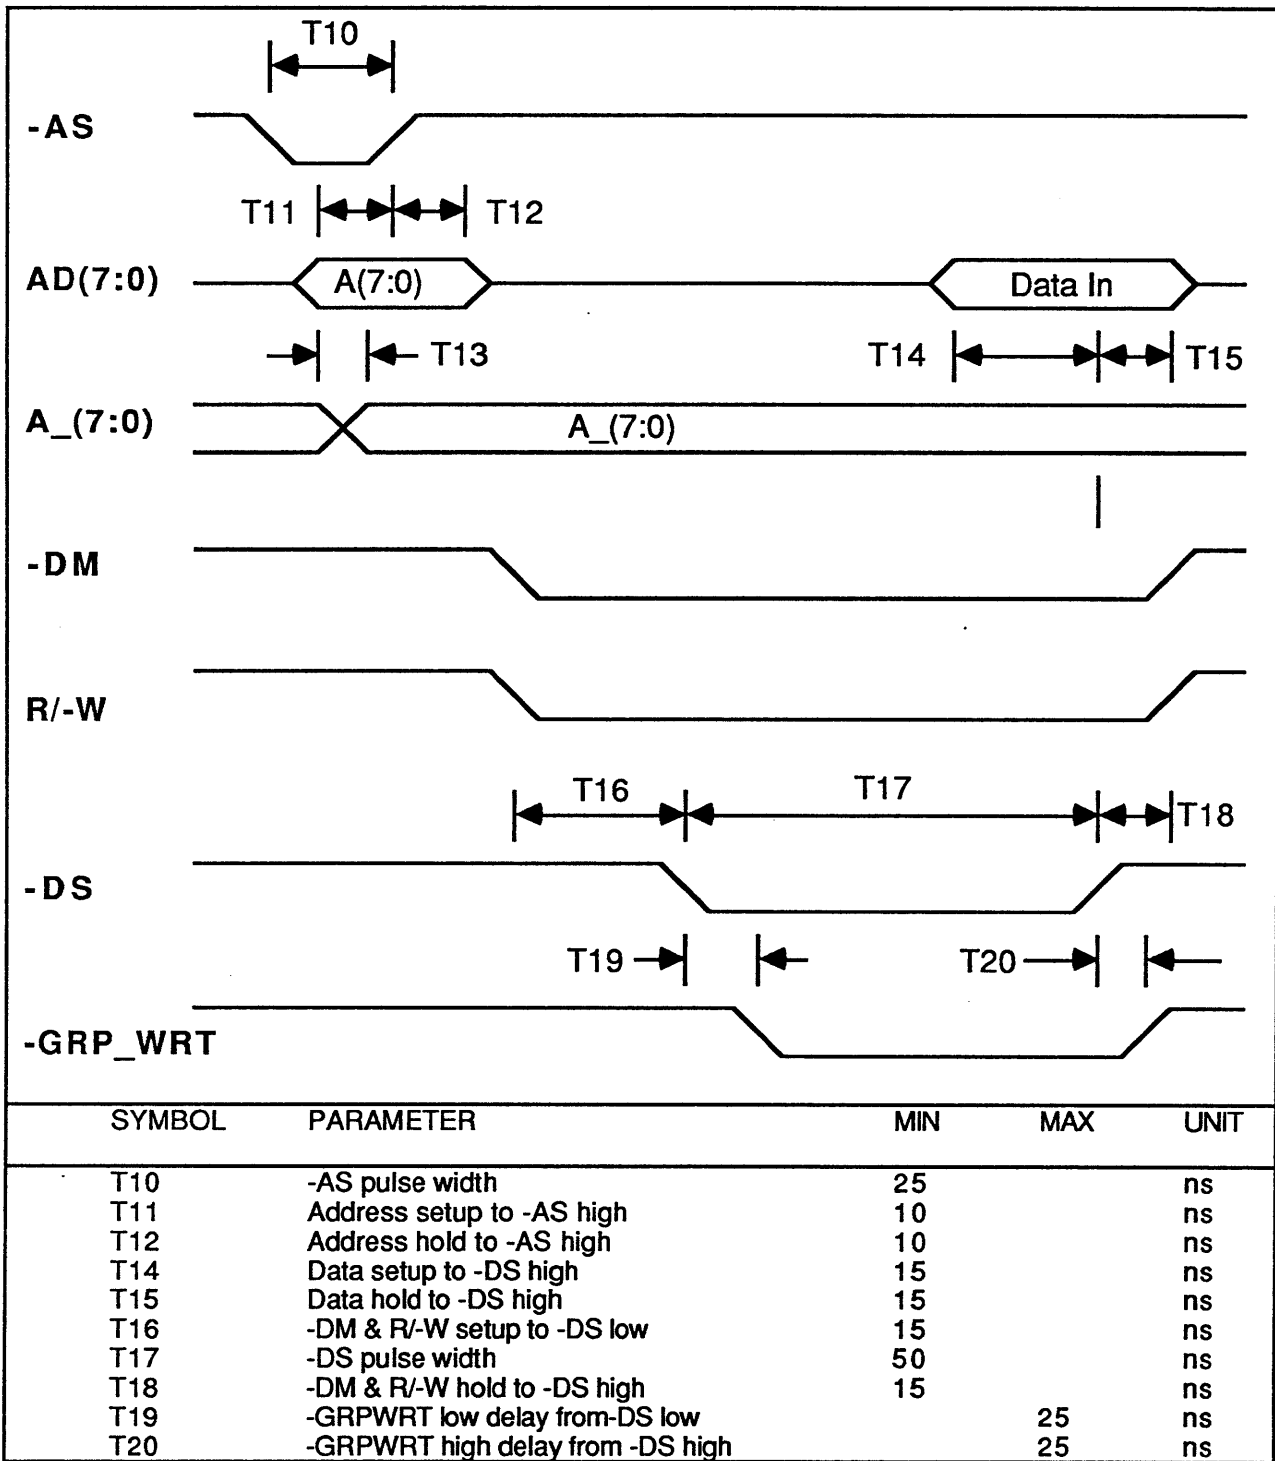 T10
-AS
T11 T12
AD(7:0) A(7:0) Data In
T13 T14 T15
A_(7:0) A_(7:0)
-DM
R/-W
T16 T17 T18
-DS
T19 T20
-GRP_WRT
SYMBOL PARAMETER MIN MAX UNIT
T10 -AS pulse width 25 ns
T11 Address setup to -AS high 10 ns
T12 Address hold to -AS high 10 ns
T14 Data setup to -DS high 15 ns
T15 Data hold to -DS high 15 ns
T16 -DM & R/-W setup to -DS low 15 ns
T17 -DS pulse width 50 ns
T18 -DM & R/-W hold to -DS high 15 ns
T19 -GRPWRT low delay from-DS low 25 ns
T20 -GRPWRT high delay from -DS high 25 ns